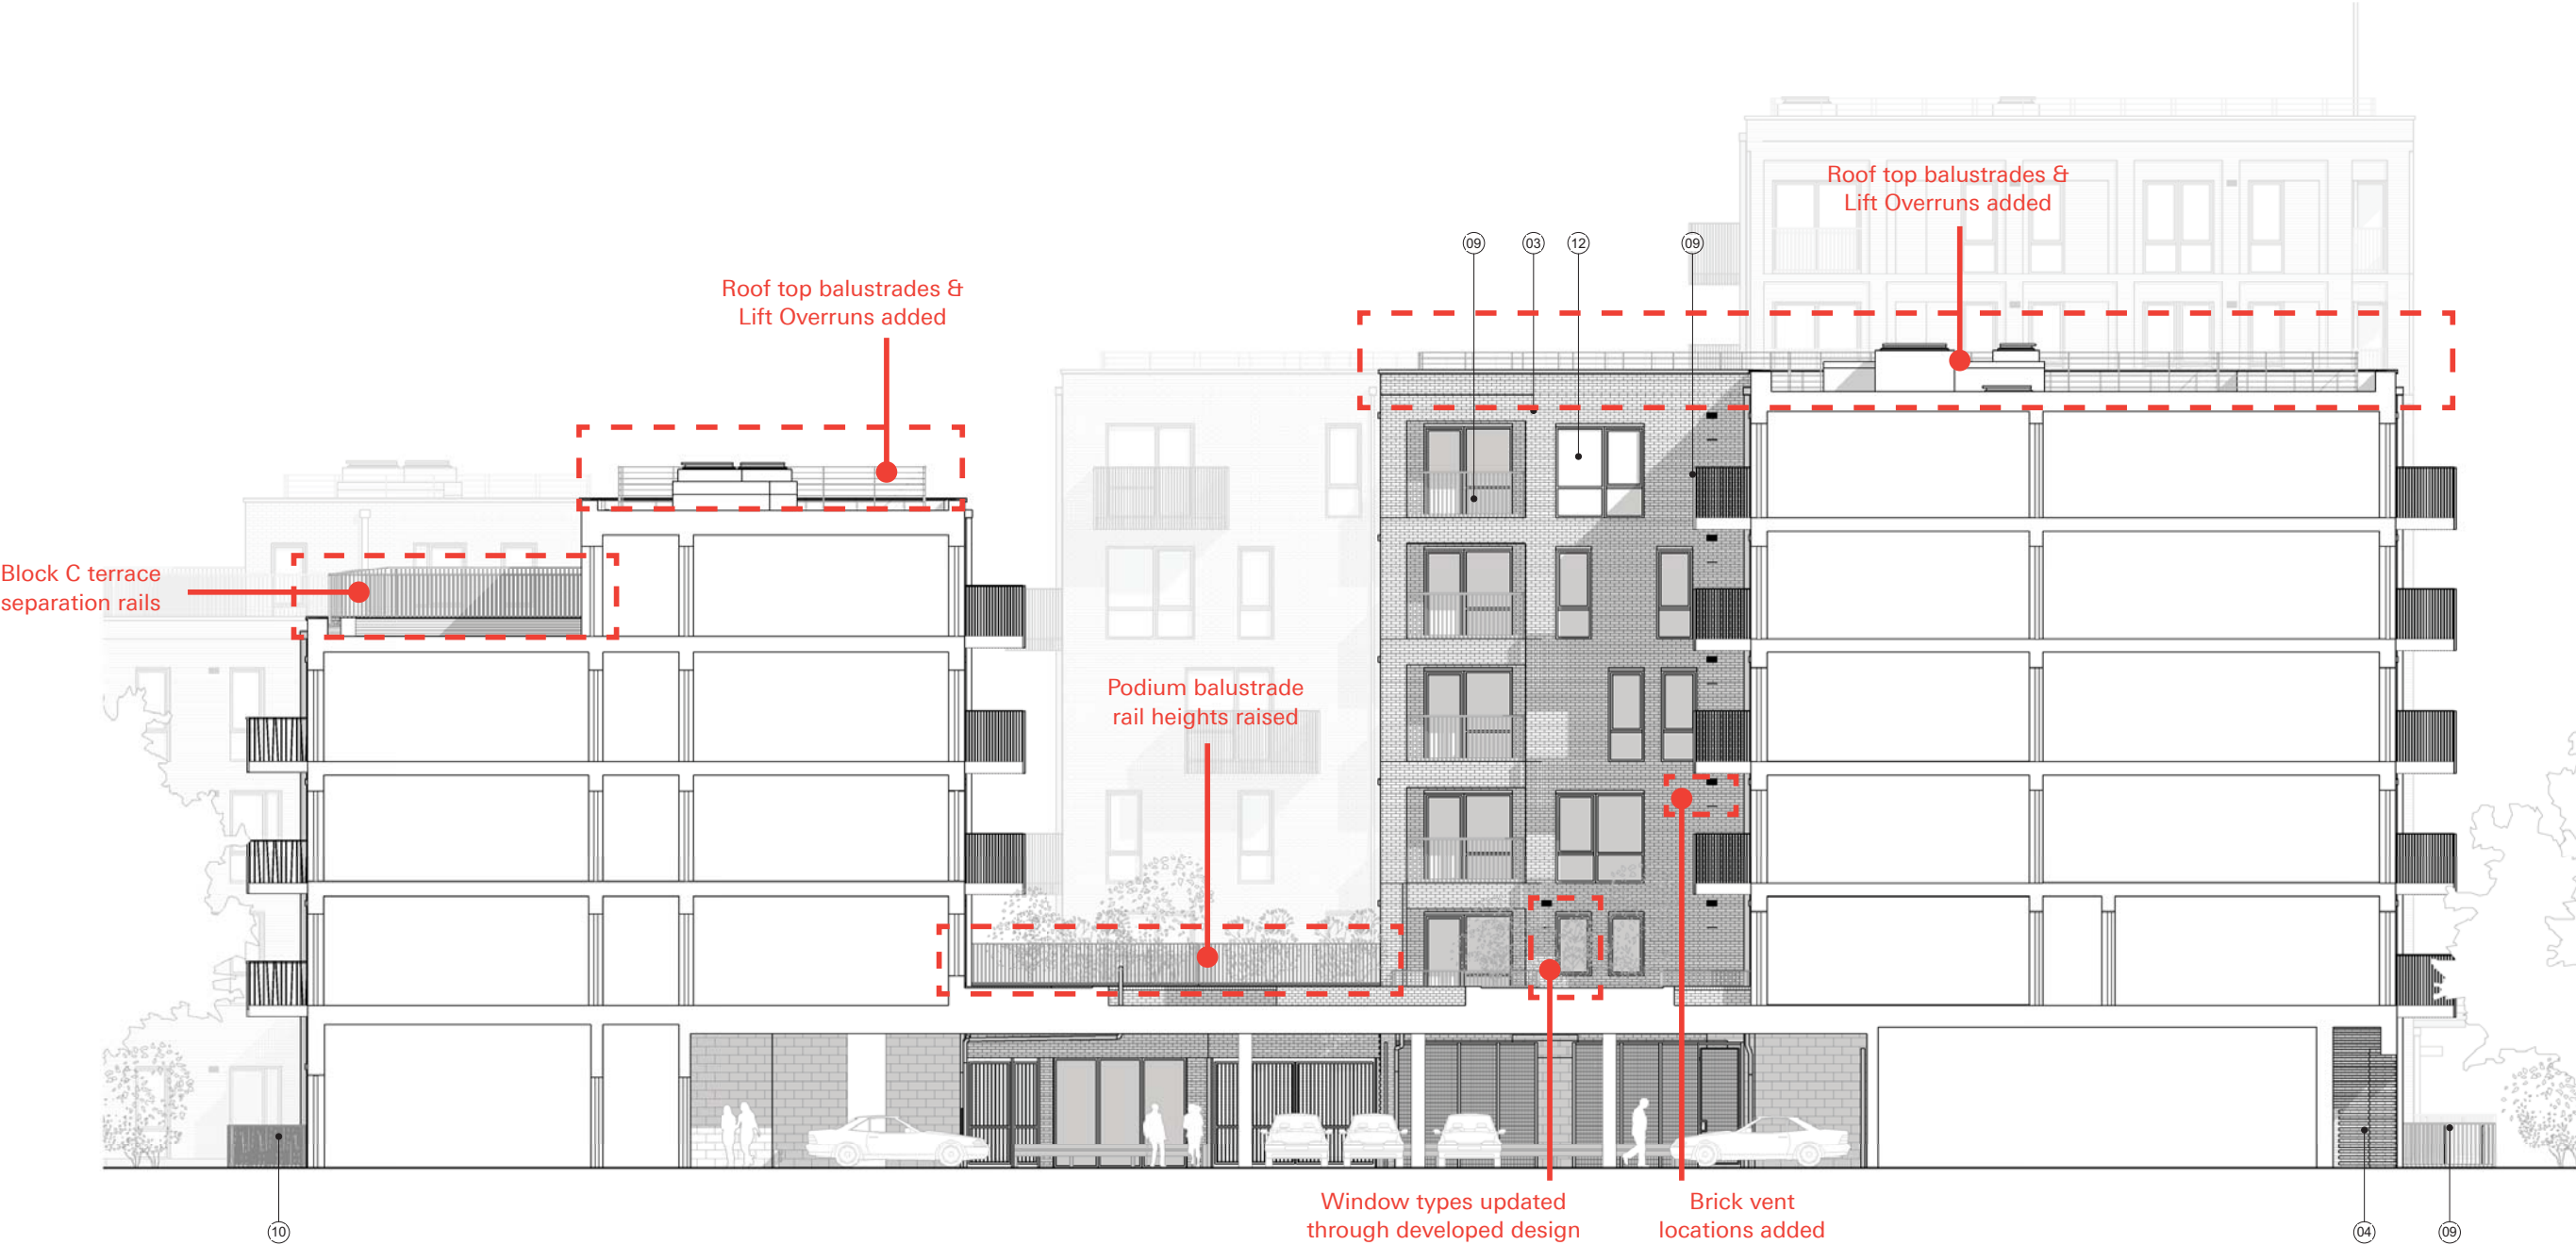 Roof top balustrades &
Lift Overruns added
09
03
12
09
Roof top balustrades &
Lift Overruns added
Block C terrace
separation rails
Podium balustrade
rail heights raised
Window types updated
through developed design
Brick vent
locations added
10
04
09